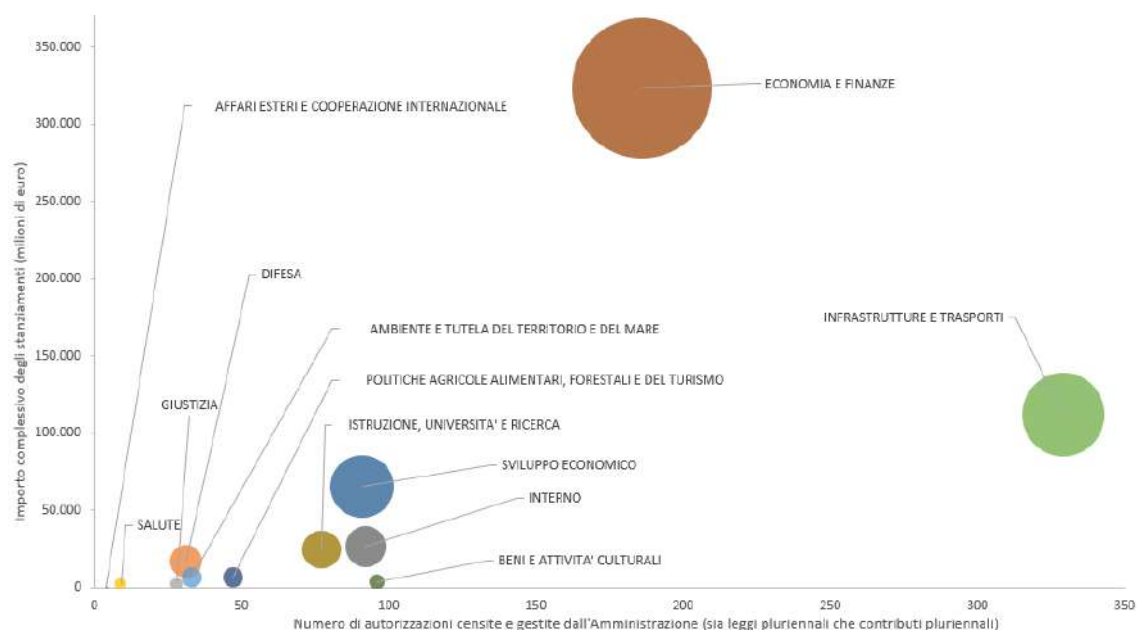 350.000
ECONOMIA E FINANZE
AFFARI ESTERI E COOPERAZIONE INTERNAZIONALE
300.000
250.000
DIFESA
200.000
AMBIENTE E TUTELA DEL TERRITORIO E DEL MARE
INFRASTRUTTURE E TRASPORTI
150.000
POLITICHE AGRICOLE ALIMENTARI, FORESTALI E DEL TURISMO
GIUSTIZIA
100.000
ISTRUZIONE, UNIVERSITA' E RICERCA
SVILUPPO ECONOMICO
50.000
INTERNO
SALUTE
BENI E ATTIVITA' CULTURALI
0
0 50 100 150 200 250 300 350
Importo complessivo degli stanziamenti (milioni di euro)
Numero di autorizzazioni censite e gestite dall'Amministrazione (sia leggi pluriennali che contributi pluriennali)